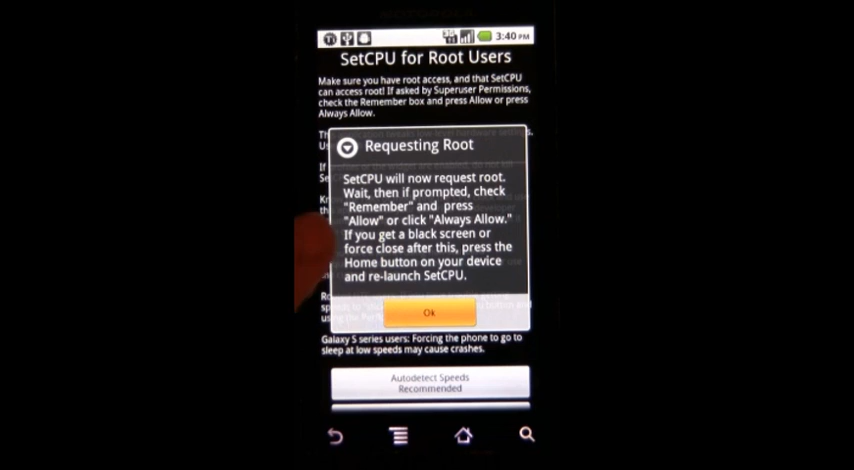 3:40 PM
SetCPU for Root Users
Make sure you have root access, and that SetCPU
can access root! If asked by Superuser Permissions,
check the Remember box and press Allow or press
Always Allow.
Requesting Root
SetCPU will now request root.
Wait, then if prompted, check
"Remember" and press
"Allow" or click "Always Allow."
If you get a black screen or
force close after this, press the
Home button on your device
and re-launch SetCPU.
Ok
Galaxy S series users: Forcing the phone to go to
sleep at low speeds may cause crashes.
Autodetect Speeds
Recommended